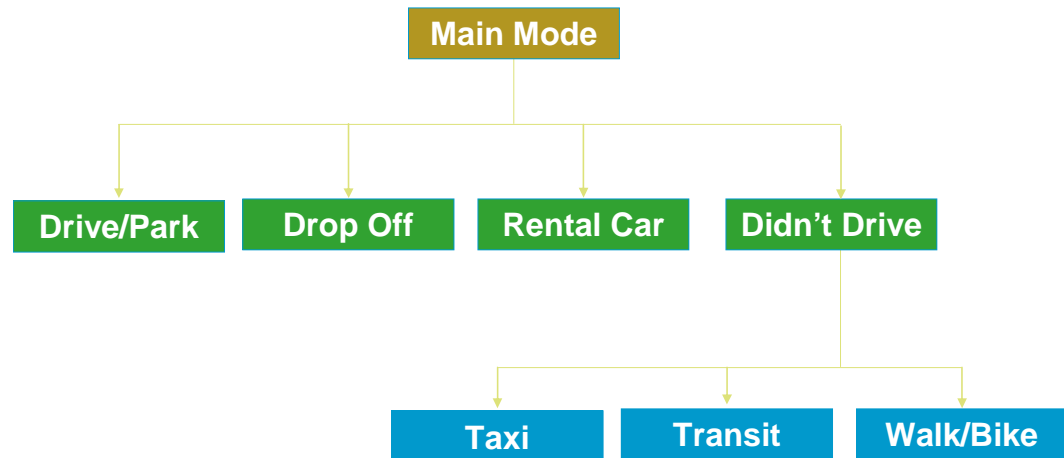 Main Mode
Drive/Park
Drop Off
Rental Car
Didn’t Drive
Taxi
Transit
Walk/Bike